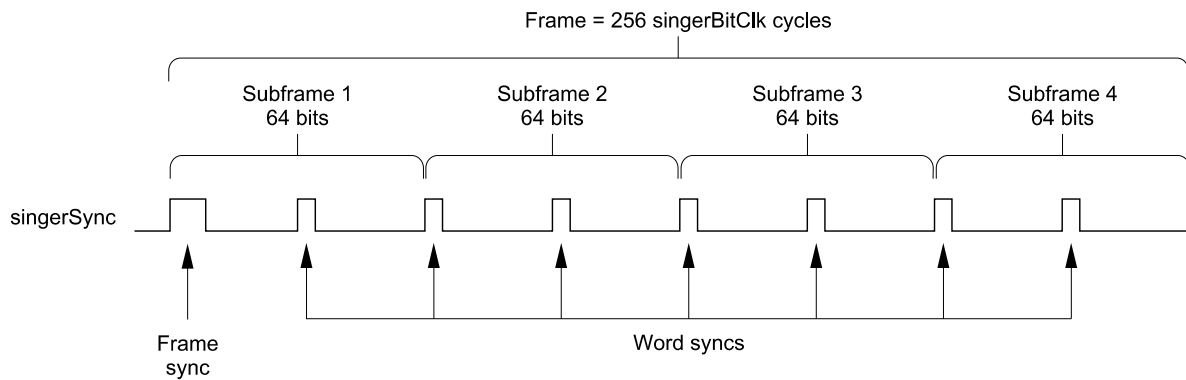 Frame = 256 singerBitClk cycles
Subframe 1
64 bits
Subframe 2
64 bits
Subframe 3
64 bits
Subframe 4
64 bits
singerSync
Frame
sync
Word syncs